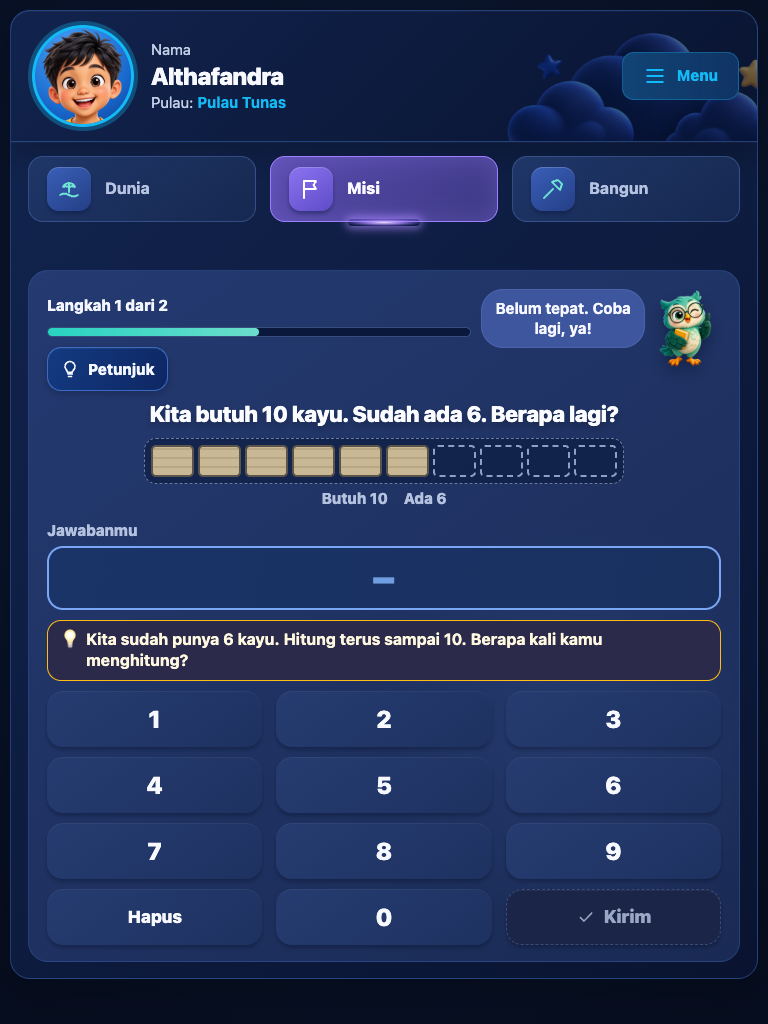 Nama
Althafandra
Pulau: Pulau Tunas
Menu
Dunia
Misi
Bangun
Langkah 1 dari 2
Belum tepat. Coba
lagi, ya!
Petunjuk
Kita butuh 10 kayu. Sudah ada 6. Berapa lagi?
Butuh 10 Ada 6
Jawabanmu
–
Kita sudah punya 6 kayu. Hitung terus sampai 10. Berapa kali kamu
menghitung?
1 2 3
4 5 6
7 8 9
Hapus 0 Kirim